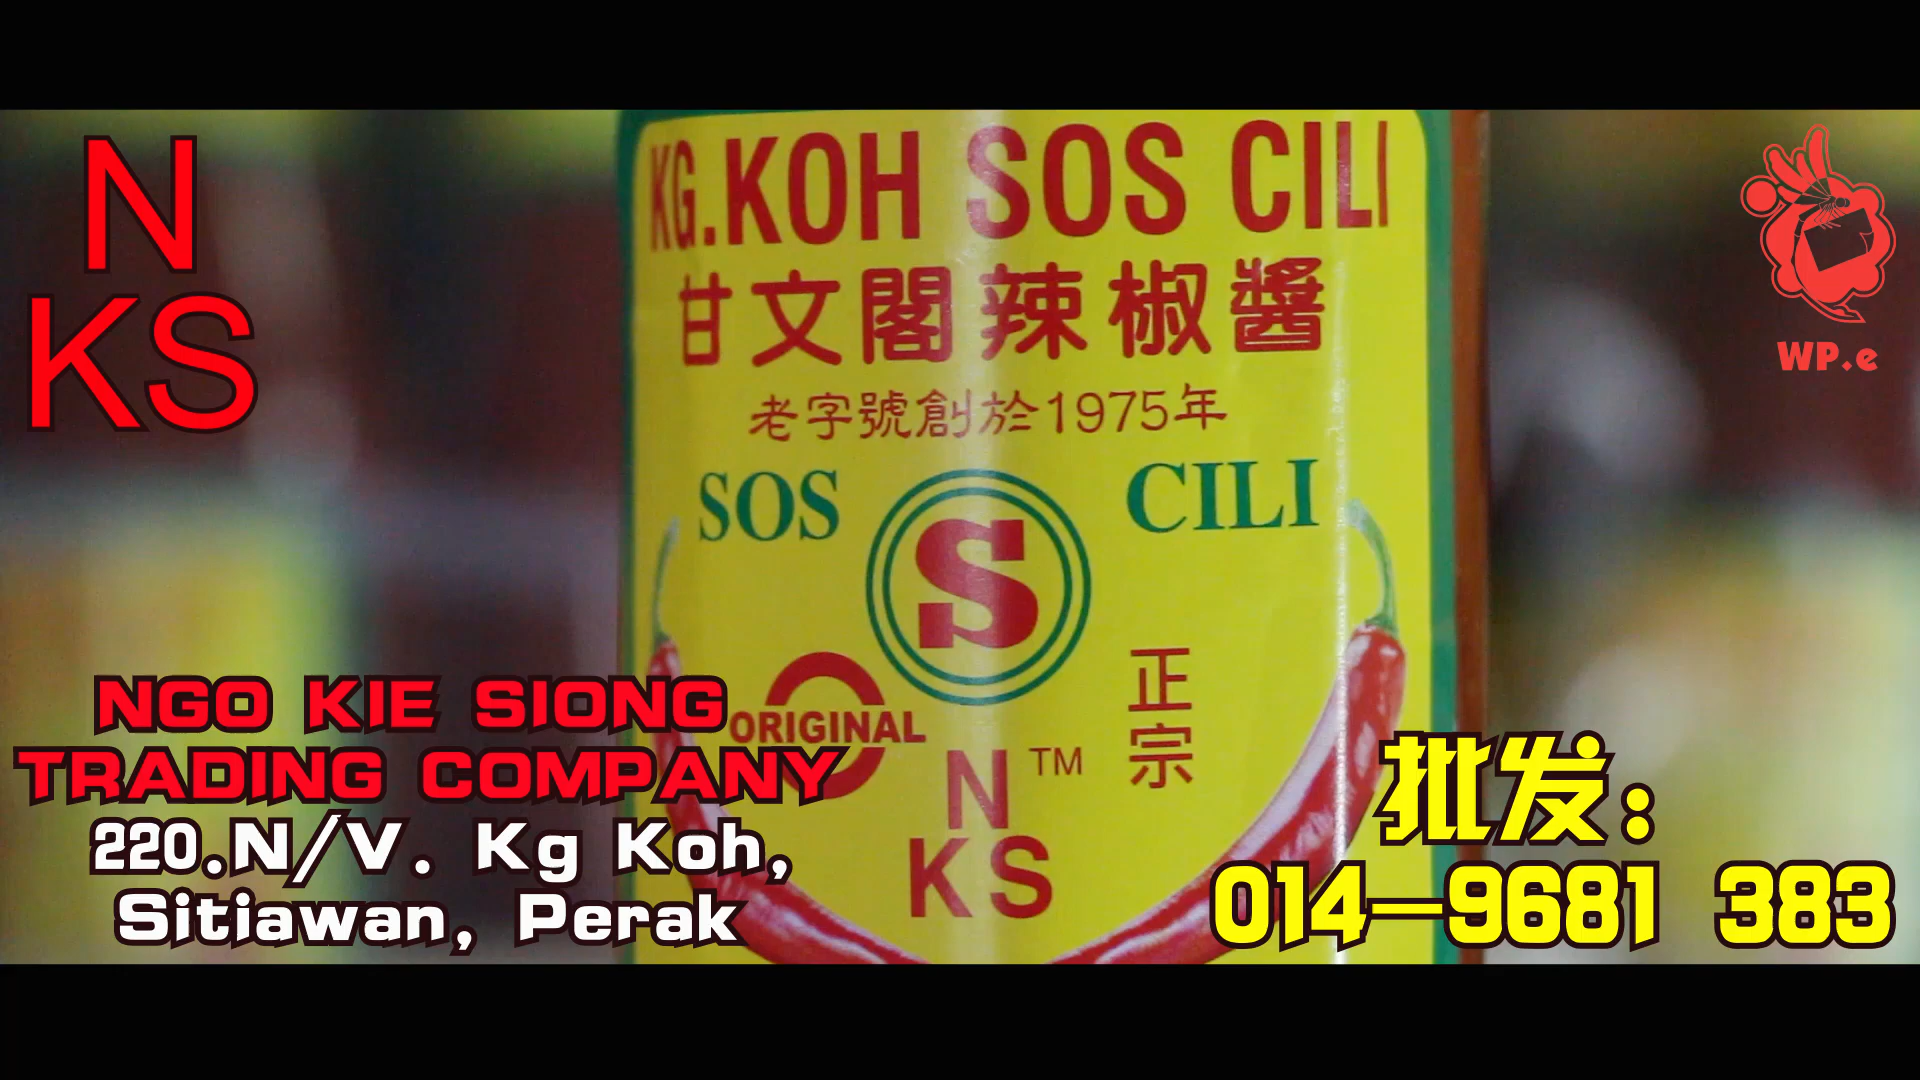 N
KS
WP.e
KG.KOH SOS CILI
甘文閣辣椒醬
老字號創於1975年
SOS
CILI
S
ORIGINAL
正宗
N™
KS
NGO KIE SIONG
TRADING COMPANY
220.N/V. Kg Koh,
Sitiawan, Perak
批发:
014-9681 383